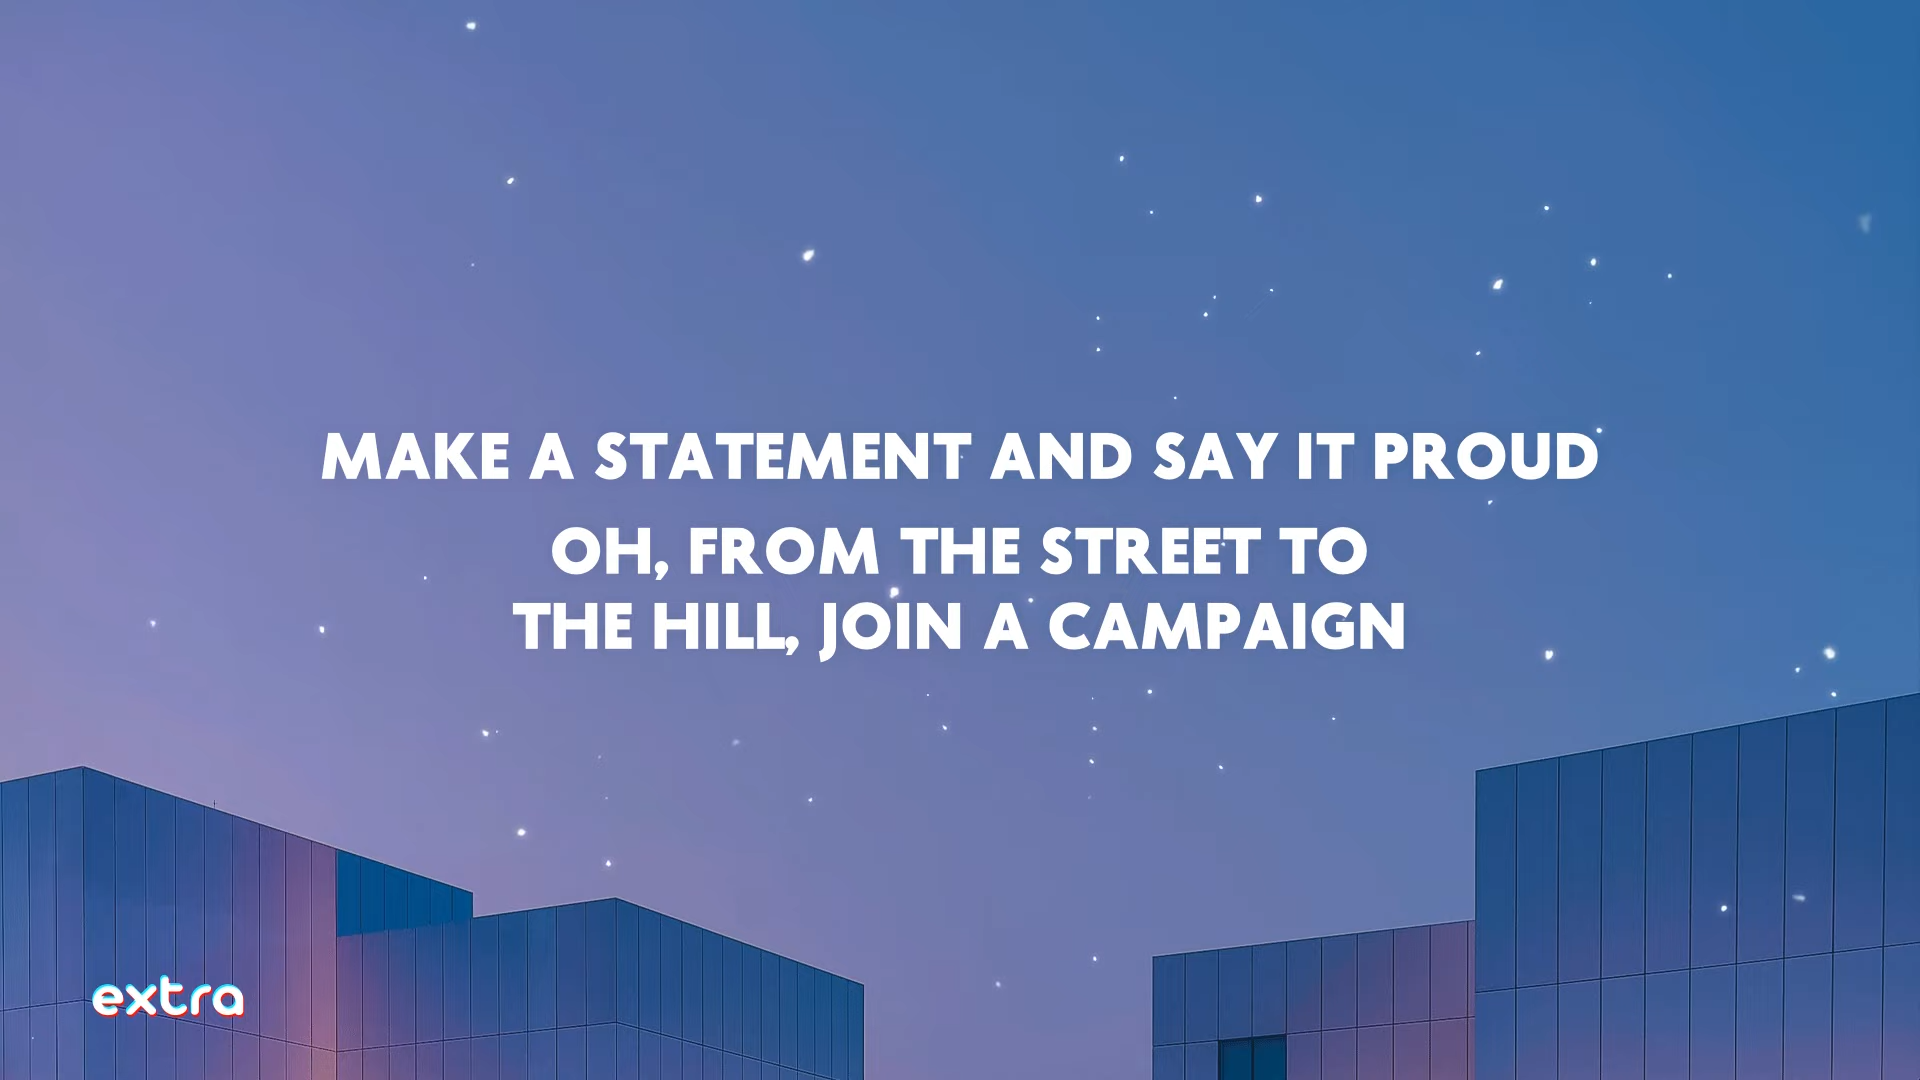 MAKE A STATEMENT AND SAY IT PROUD
OH, FROM THE STREET TO
THE HILL, JOIN A CAMPAIGN
extra